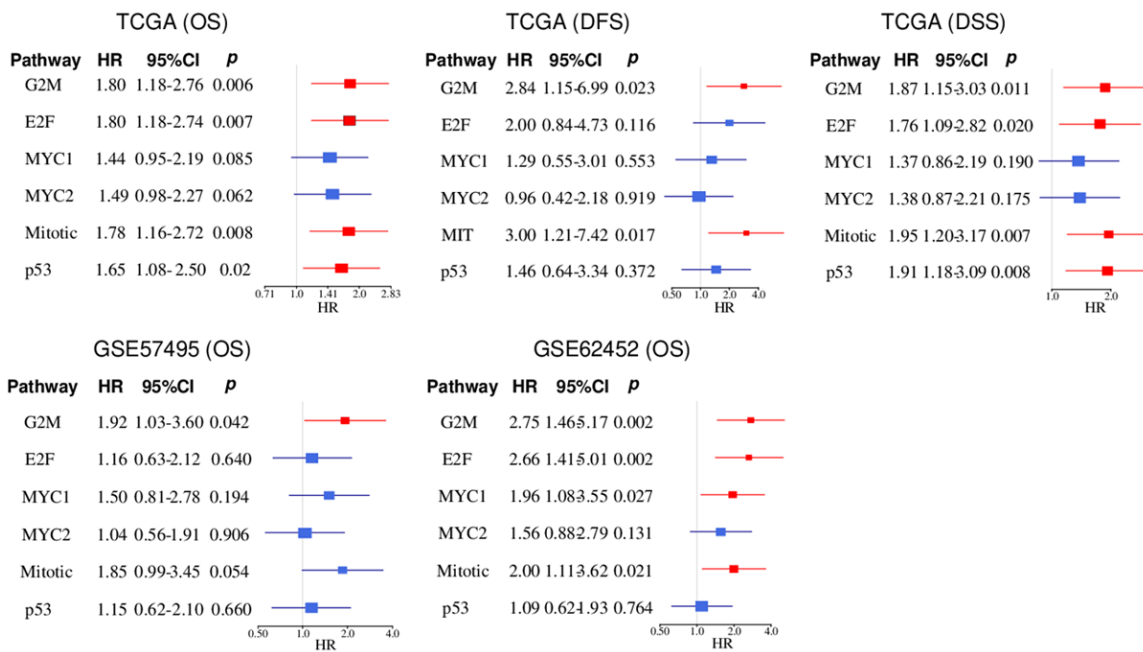 TCGA (OS)
Pathway HR 95%CI p
G2M 1.80 1.18-2.76 0.006
E2F 1.80 1.18-2.74 0.007
MYC1 1.44 0.95-2.19 0.085
MYC2 1.49 0.98-2.27 0.062
Mitotic 1.78 1.16-2.72 0.008
p53 1.65 1.08-2.50 0.02
0.71 1.0 1.41 2.0 2.83
HR
TCGA (DFS)
Pathway HR 95%CI p
G2M 2.84 1.15-6.99 0.023
E2F 2.00 0.84-4.73 0.116
MYC1 1.29 0.55-3.01 0.553
MYC2 0.96 0.42-2.18 0.919
MIT 3.00 1.21-7.42 0.017
p53 1.46 0.64-3.34 0.372
0.50 1.0 2.0 4.0
HR
TCGA (DSS)
Pathway HR 95%CI p
G2M 1.87 1.15-3.03 0.011
E2F 1.76 1.09-2.82 0.020
MYC1 1.37 0.86-2.19 0.190
MYC2 1.38 0.87-2.21 0.175
Mitotic 1.95 1.20-3.17 0.007
p53 1.91 1.18-3.09 0.008
1.0 2.0
HR
GSE57495 (OS)
Pathway HR 95%CI p
G2M 1.92 1.03-3.60 0.042
E2F 1.16 0.63-2.12 0.640
MYC1 1.50 0.81-2.78 0.194
MYC2 1.04 0.56-1.91 0.906
Mitotic 1.85 0.99-3.45 0.054
p53 1.15 0.62-2.10 0.660
0.50 1.0 2.0 4.0
HR
GSE62452 (OS)
Pathway HR 95%CI p
G2M 2.75 1.46-5.17 0.002
E2F 2.66 1.41-5.01 0.002
MYC1 1.96 1.08-3.55 0.027
MYC2 1.56 0.88-2.79 0.131
Mitotic 2.00 1.11-3.62 0.021
p53 1.09 0.62-1.93 0.764
0.50 1.0 2.0 4.0
HR